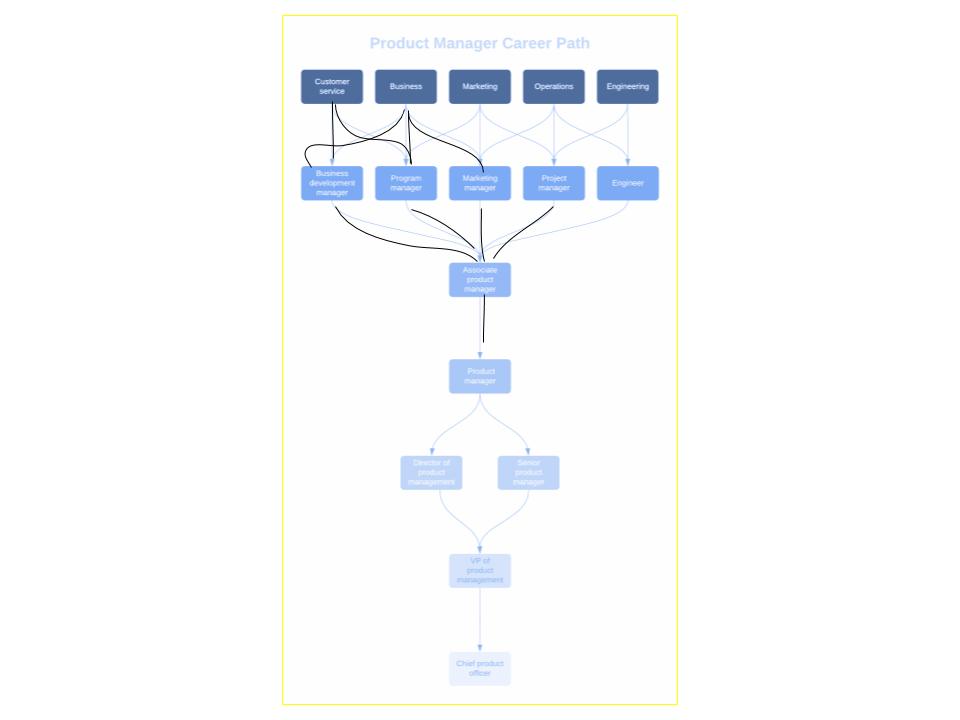 Product Manager Career Path
Customer
service
Business
Marketing
Operations
Engineering
Business
development
manager
Program
manager
Marketing
manager
Project
manager
Engineer
Associate
product
manager
Product
manager
Director of
product
management
Senior
product
manager
VP of
product
management
Chief product
officer